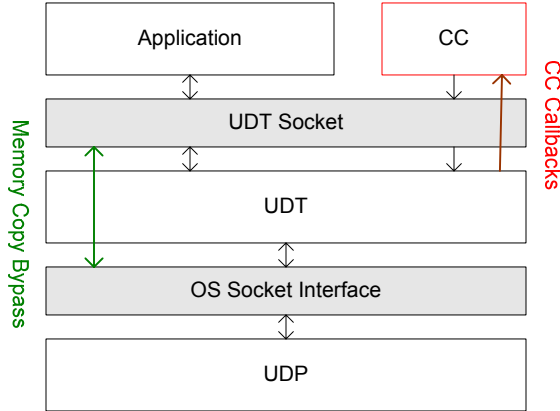 Application
CC
UDT Socket
UDT
OS Socket Interface
UDP
Memory Copy Bypass
CC Callbacks